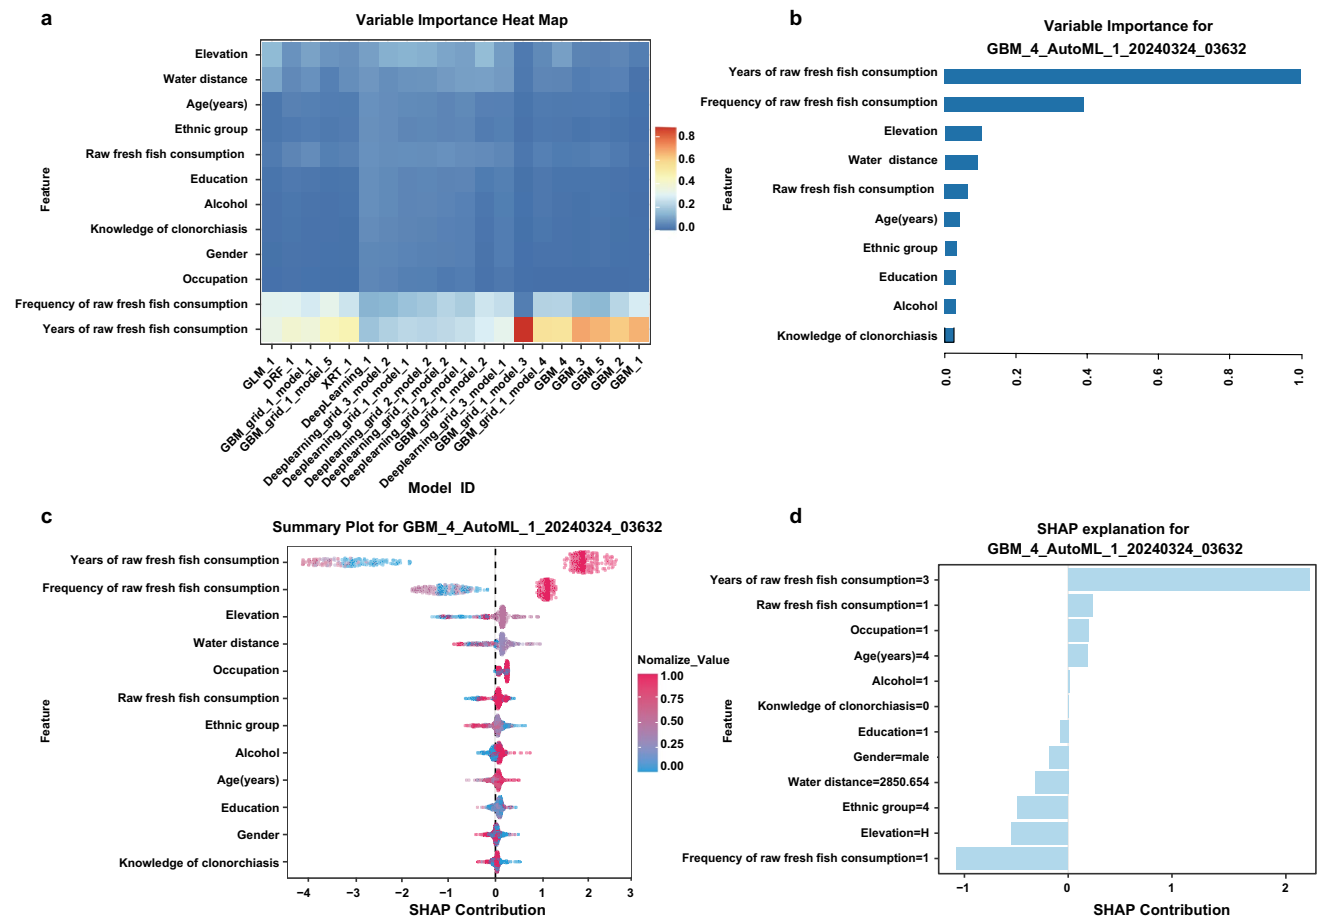 a
Variable Importance Heat Map
Feature
Elevation
Water distance
Age(years)
Ethnic group
Raw fresh fish consumption
Education
Alcohol
Knowledge of clonorchiasis
Gender
Occupation
Frequency of raw fresh fish consumption
Years of raw fresh fish consumption
0.8
0.6
0.4
0.2
0.0
GLM_1
DRF_1
GBM_grid_1_model_1
GBM_grid_1_model_5
XRT_1
DeepLearning_1
Deeplearning_grid_3_model_2
Deeplearning_grid_1_model_1
Deeplearning_grid_2_model_2
Deeplearning_grid_1_model_2
Deeplearning_grid_2_model_1
GBM_grid_1_model_2
Deeplearning_grid_3_model_1
GBM_grid_1_model_3
GBM_grid_1_model_4
GBM_4
GBM_3
GBM_5
GBM_2
GBM_1
Model ID
b
Variable Importance for
GBM_4_AutoML_1_20240324_03632
Feature
Years of raw fresh fish consumption
Frequency of raw fresh fish consumption
Elevation
Water distance
Raw fresh fish consumption
Age(years)
Ethnic group
Education
Alcohol
Knowledge of clonorchiasis
0.0
0.2
0.4
0.6
0.8
1.0
c
Summary Plot for GBM_4_AutoML_1_20240324_03632
Feature
Years of raw fresh fish consumption
Frequency of raw fresh fish consumption
Elevation
Water distance
Occupation
Raw fresh fish consumption
Ethnic group
Alcohol
Age(years)
Education
Gender
Knowledge of clonorchiasis
−4 −3 −2 −1 0 1 2 3
SHAP Contribution
Nomalize_Value
1.00
0.75
0.50
0.25
0.00
d
SHAP explanation for
GBM_4_AutoML_1_20240324_03632
Feature
Years of raw fresh fish consumption=3
Raw fresh fish consumption=1
Occupation=1
Age(years)=4
Alcohol=1
Konwledge of clonorchiasis=0
Education=1
Gender=male
Water distance=2850.654
Ethnic group=4
Elevation=H
Frequency of raw fresh fish consumption=1
−1 0 1 2
SHAP Contribution